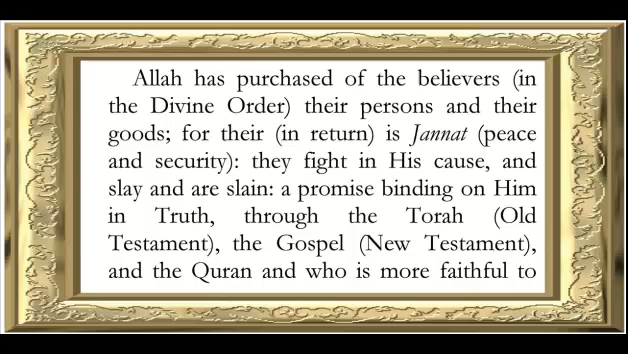 Allah has purchased of the believers (in
the Divine Order) their persons and their
goods; for their (in return) is Jannat (peace
and security): they fight in His cause, and
slay and are slain: a promise binding on Him
in Truth, through the Torah (Old
Testament), the Gospel (New Testament),
and the Quran and who is more faithful to